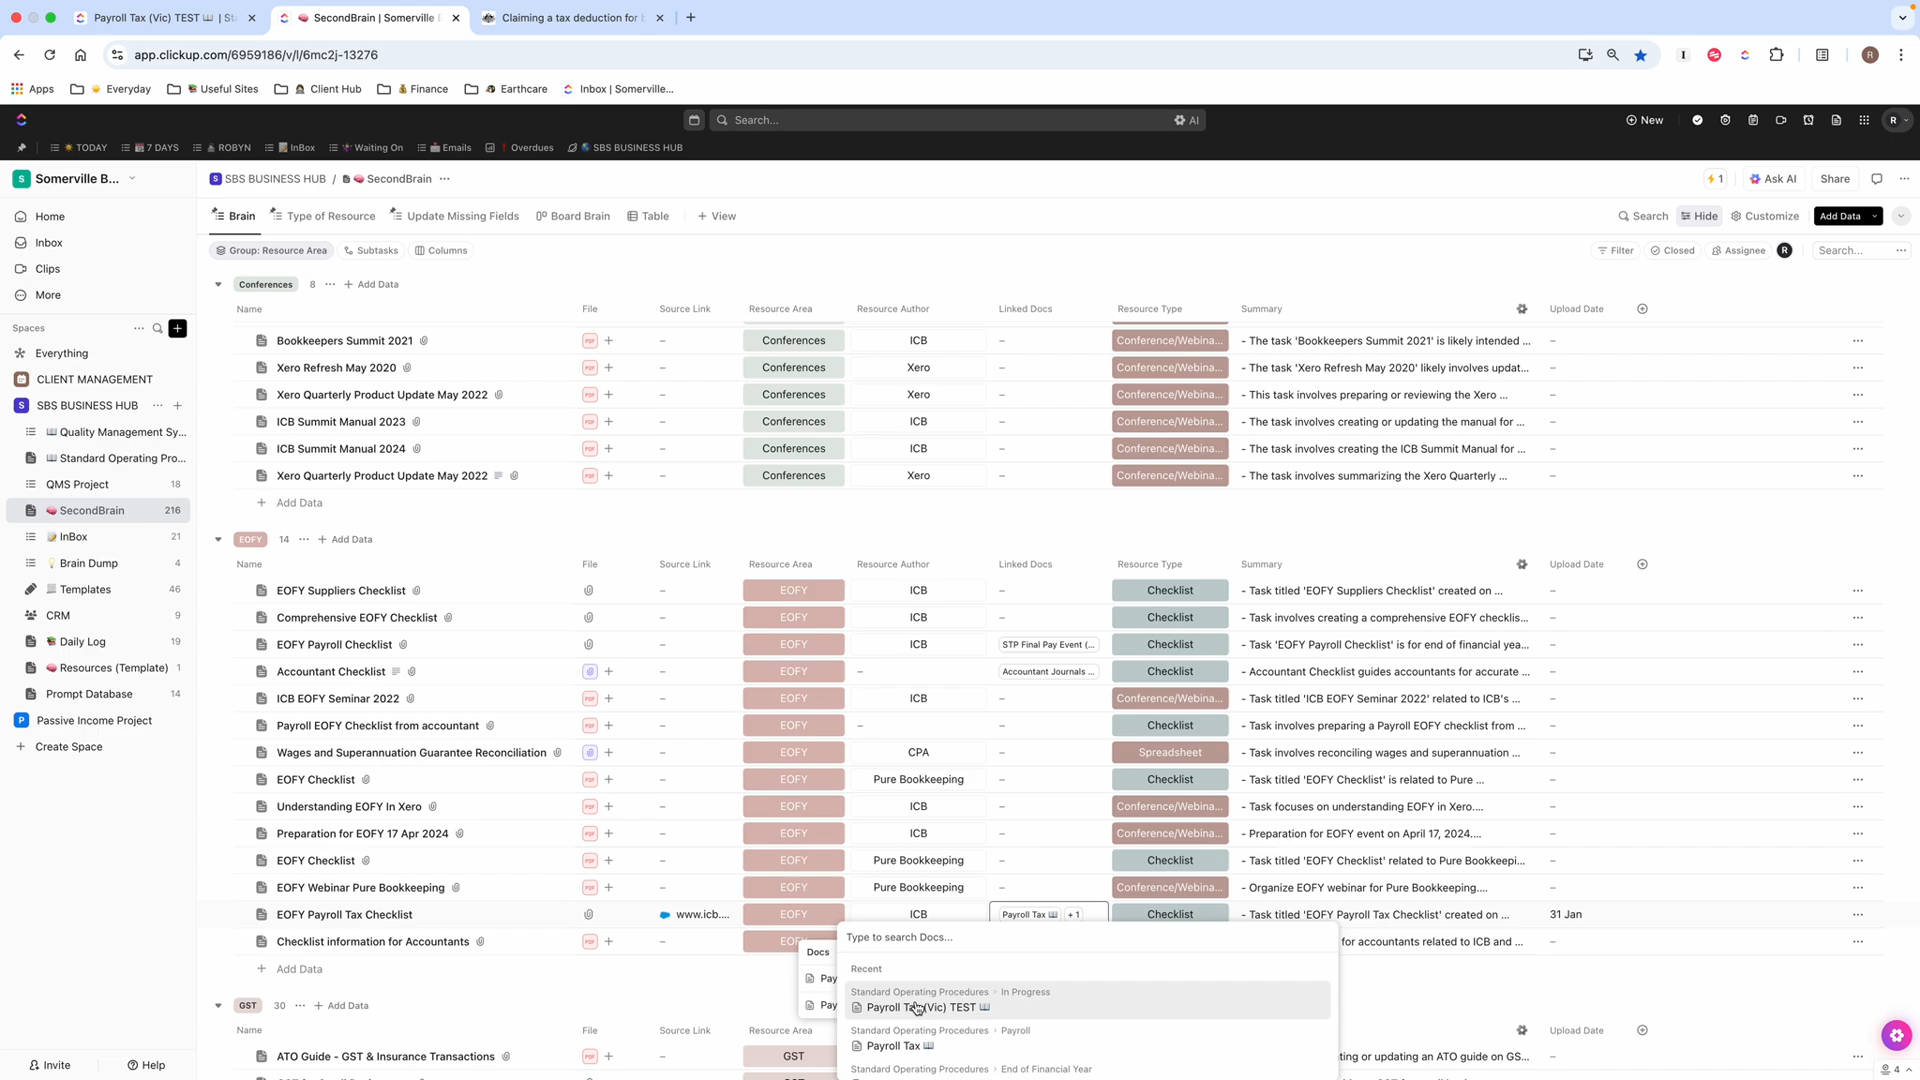 Payroll Tax (Vic) TEST 📖 | St
SecondBrain | Somerville
Claiming a tax deduction for
app.clickup.com/6959186/v/l/6mc2j-13276
Apps
Everyday
Useful Sites
Client Hub
Finance
Earthcare
Inbox | Somerville...
Search...
AI
New
R
TODAY
7 DAYS
ROBYN
InBox
Waiting On
Emails
Overdues
SBS BUSINESS HUB
S Somerville B...
SBS BUSINESS HUB / SecondBrain ...
1
Ask AI
Share
Home
Inbox
Clips
More
Brain
Type of Resource
Update Missing Fields
Board Brain
Table
+ View
Search
Hide
Customize
Add Data
Group: Resource Area
Subtasks
Columns
Filter
Closed
Assignee
R
Search...
Spaces
Everything
CLIENT MANAGEMENT
S SBS BUSINESS HUB
Quality Management Sy...
Standard Operating Pro...
QMS Project 18
SecondBrain 216
InBox 21
Brain Dump 4
Templates 46
CRM 9
Daily Log 19
Resources (Template) 1
Prompt Database 14
P Passive Income Project
+ Create Space
Invite
Help
Conferences 8 ... + Add Data
Name File Source Link Resource Area Resource Author Linked Docs Resource Type Summary Upload Date
Bookkeepers Summit 2021 PDF + – Conferences ICB – Conference/Webina... - The task 'Bookkeepers Summit 2021' is likely intended ... –
Xero Refresh May 2020 PDF + – Conferences Xero – Conference/Webina... - The task 'Xero Refresh May 2020' likely involves updat... –
Xero Quarterly Product Update May 2022 PDF + – Conferences Xero – Conference/Webina... - This task involves preparing or reviewing the Xero ... –
ICB Summit Manual 2023 PDF + – Conferences ICB – Conference/Webina... - The task involves creating or updating the manual for ... –
ICB Summit Manual 2024 PDF + – Conferences ICB – Conference/Webina... - The task involves creating the ICB Summit Manual for ... –
Xero Quarterly Product Update May 2022 PDF + – Conferences Xero – Conference/Webina... - The task involves summarizing the Xero Quarterly ... –
+ Add Data
EOFY 14 ... + Add Data
Name File Source Link Resource Area Resource Author Linked Docs Resource Type Summary Upload Date
EOFY Suppliers Checklist – EOFY ICB – Checklist - Task titled 'EOFY Suppliers Checklist' created on ... –
Comprehensive EOFY Checklist – EOFY ICB – Checklist - Task involves creating a comprehensive EOFY checklis... –
EOFY Payroll Checklist – EOFY ICB STP Final Pay Event (... Checklist - Task 'EOFY Payroll Checklist' is for end of financial yea... –
Accountant Checklist + – EOFY – Accountant Journals ... Checklist - Accountant Checklist guides accountants for accurate ... –
ICB EOFY Seminar 2022 PDF + – EOFY ICB – Conference/Webina... - Task titled 'ICB EOFY Seminar 2022' related to ICB's ... –
Payroll EOFY Checklist from accountant PDF + – EOFY – – Checklist - Task involves preparing a Payroll EOFY checklist from ... –
Wages and Superannuation Guarantee Reconciliation + – EOFY CPA – Spreadsheet - Task involves reconciling wages and superannuation ... –
EOFY Checklist PDF + – EOFY Pure Bookkeeping – Checklist - Task titled 'EOFY Checklist' is related to Pure ... –
Understanding EOFY In Xero PDF + – EOFY ICB – Conference/Webina... - Task focuses on understanding EOFY in Xero.... –
Preparation for EOFY 17 Apr 2024 PDF + – EOFY ICB – Conference/Webina... - Preparation for EOFY event on April 17, 2024.... –
EOFY Checklist PDF + – EOFY Pure Bookkeeping – Checklist - Task titled 'EOFY Checklist' related to Pure Bookkeepi... –
EOFY Webinar Pure Bookkeeping PDF + – EOFY Pure Bookkeeping – Conference/Webina... - Organize EOFY webinar for Pure Bookkeeping.... –
EOFY Payroll Tax Checklist www.icb.... EOFY ICB Payroll Tax 📖 + 1 Checklist - Task titled 'EOFY Payroll Tax Checklist' created on ... 31 Jan
Checklist information for Accountants PDF + – EOFY for accountants related to ICB and ... –
+ Add Data
Docs
Pay
Pay
Type to search Docs...
Recent
Standard Operating Procedures > In Progress
Payroll Tax (Vic) TEST 📖
Standard Operating Procedures > Payroll
Payroll Tax 📖
Standard Operating Procedures > End of Financial Year
GST 30 ... + Add Data
Name File Source Link Resource Area Summary Upload Date
ATO Guide - GST & Insurance Transactions PDF + – GST ting or updating an ATO guide on GS... –
4